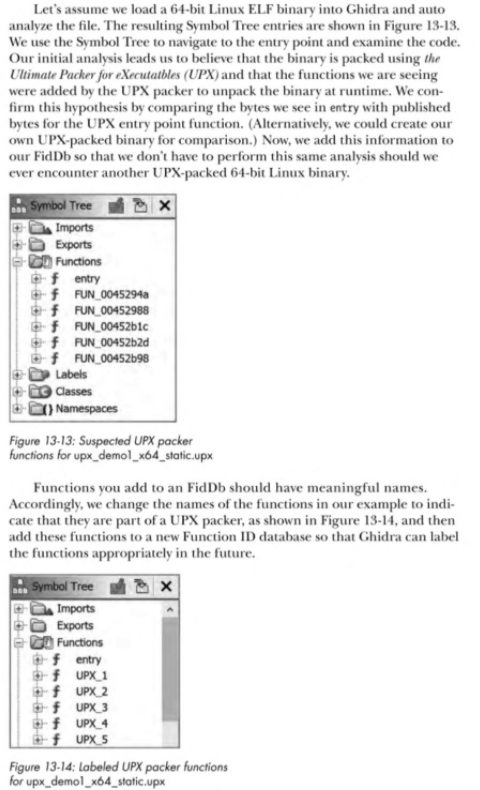 Let's assume we load a 64-bit Linux ELF binary into Ghidra and auto
analyze the file. The resulting Symbol Tree entries are shown in Figure 13-13.
We use the Symbol Tree to navigate to the entry point and examine the code.
Our initial analysis leads us to believe that the binary is packed using the
Ultimate Packer for eXecutatbles (UPX) and that the functions we are seeing
were added by the UPX packer to unpack the binary at runtime. We con-
firm this hypothesis by comparing the bytes we see in entry with published
bytes for the UPX entry point function. (Alternatively, we could create our
own UPX-packed binary for comparison.) Now, we add this information to
our FidDb so that we don't have to perform this same analysis should we
ever encounter another UPX-packed 64-bit Linux binary.
Symbol Tree
Imports
Exports
Functions
f entry
f FUN_0045294a
f FUN_00452988
f FUN_00452b1c
f FUN_00452b2d
f FUN_00452b98
Labels
Classes
Namespaces
Figure 13-13: Suspected UPX packer
functions for upx_demo1_x64_static.upx
Functions you add to an FidDb should have meaningful names.
Accordingly, we change the names of the functions in our example to indi-
cate that they are part of a UPX packer, as shown in Figure 13-14, and then
add these functions to a new Function ID database so that Ghidra can label
the functions appropriately in the future.
Symbol Tree
Imports
Exports
Functions
f entry
f UPX_1
f UPX_2
f UPX_3
f UPX_4
f UPX_5
Figure 13-14: Labeled UPX packer functions
for upx_demo1_x64_static.upx